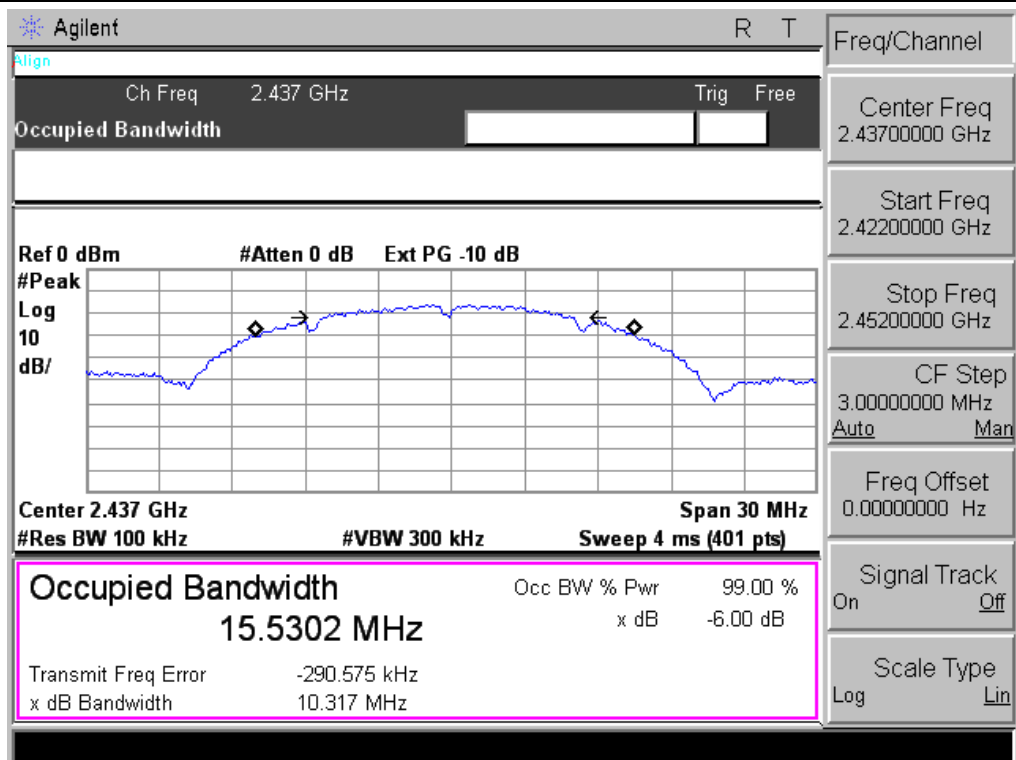 Agilent R T
Align
Ch Freq 2.437 GHz Trig Free
Occupied Bandwidth
Ref 0 dBm #Atten 0 dB Ext PG -10 dB
#Peak
Log
10
dB/
Center 2.437 GHz Span 30 MHz
#Res BW 100 kHz #VBW 300 kHz Sweep 4 ms (401 pts)
Occupied Bandwidth Occ BW % Pwr 99.00 %
15.5302 MHz x dB -6.00 dB
Transmit Freq Error -290.575 kHz
x dB Bandwidth 10.317 MHz
Freq/Channel
Center Freq
2.43700000 GHz
Start Freq
2.42200000 GHz
Stop Freq
2.45200000 GHz
CF Step
3.00000000 MHz
Auto Man
Freq Offset
0.00000000 Hz
Signal Track
On Off
Scale Type
Log Lin